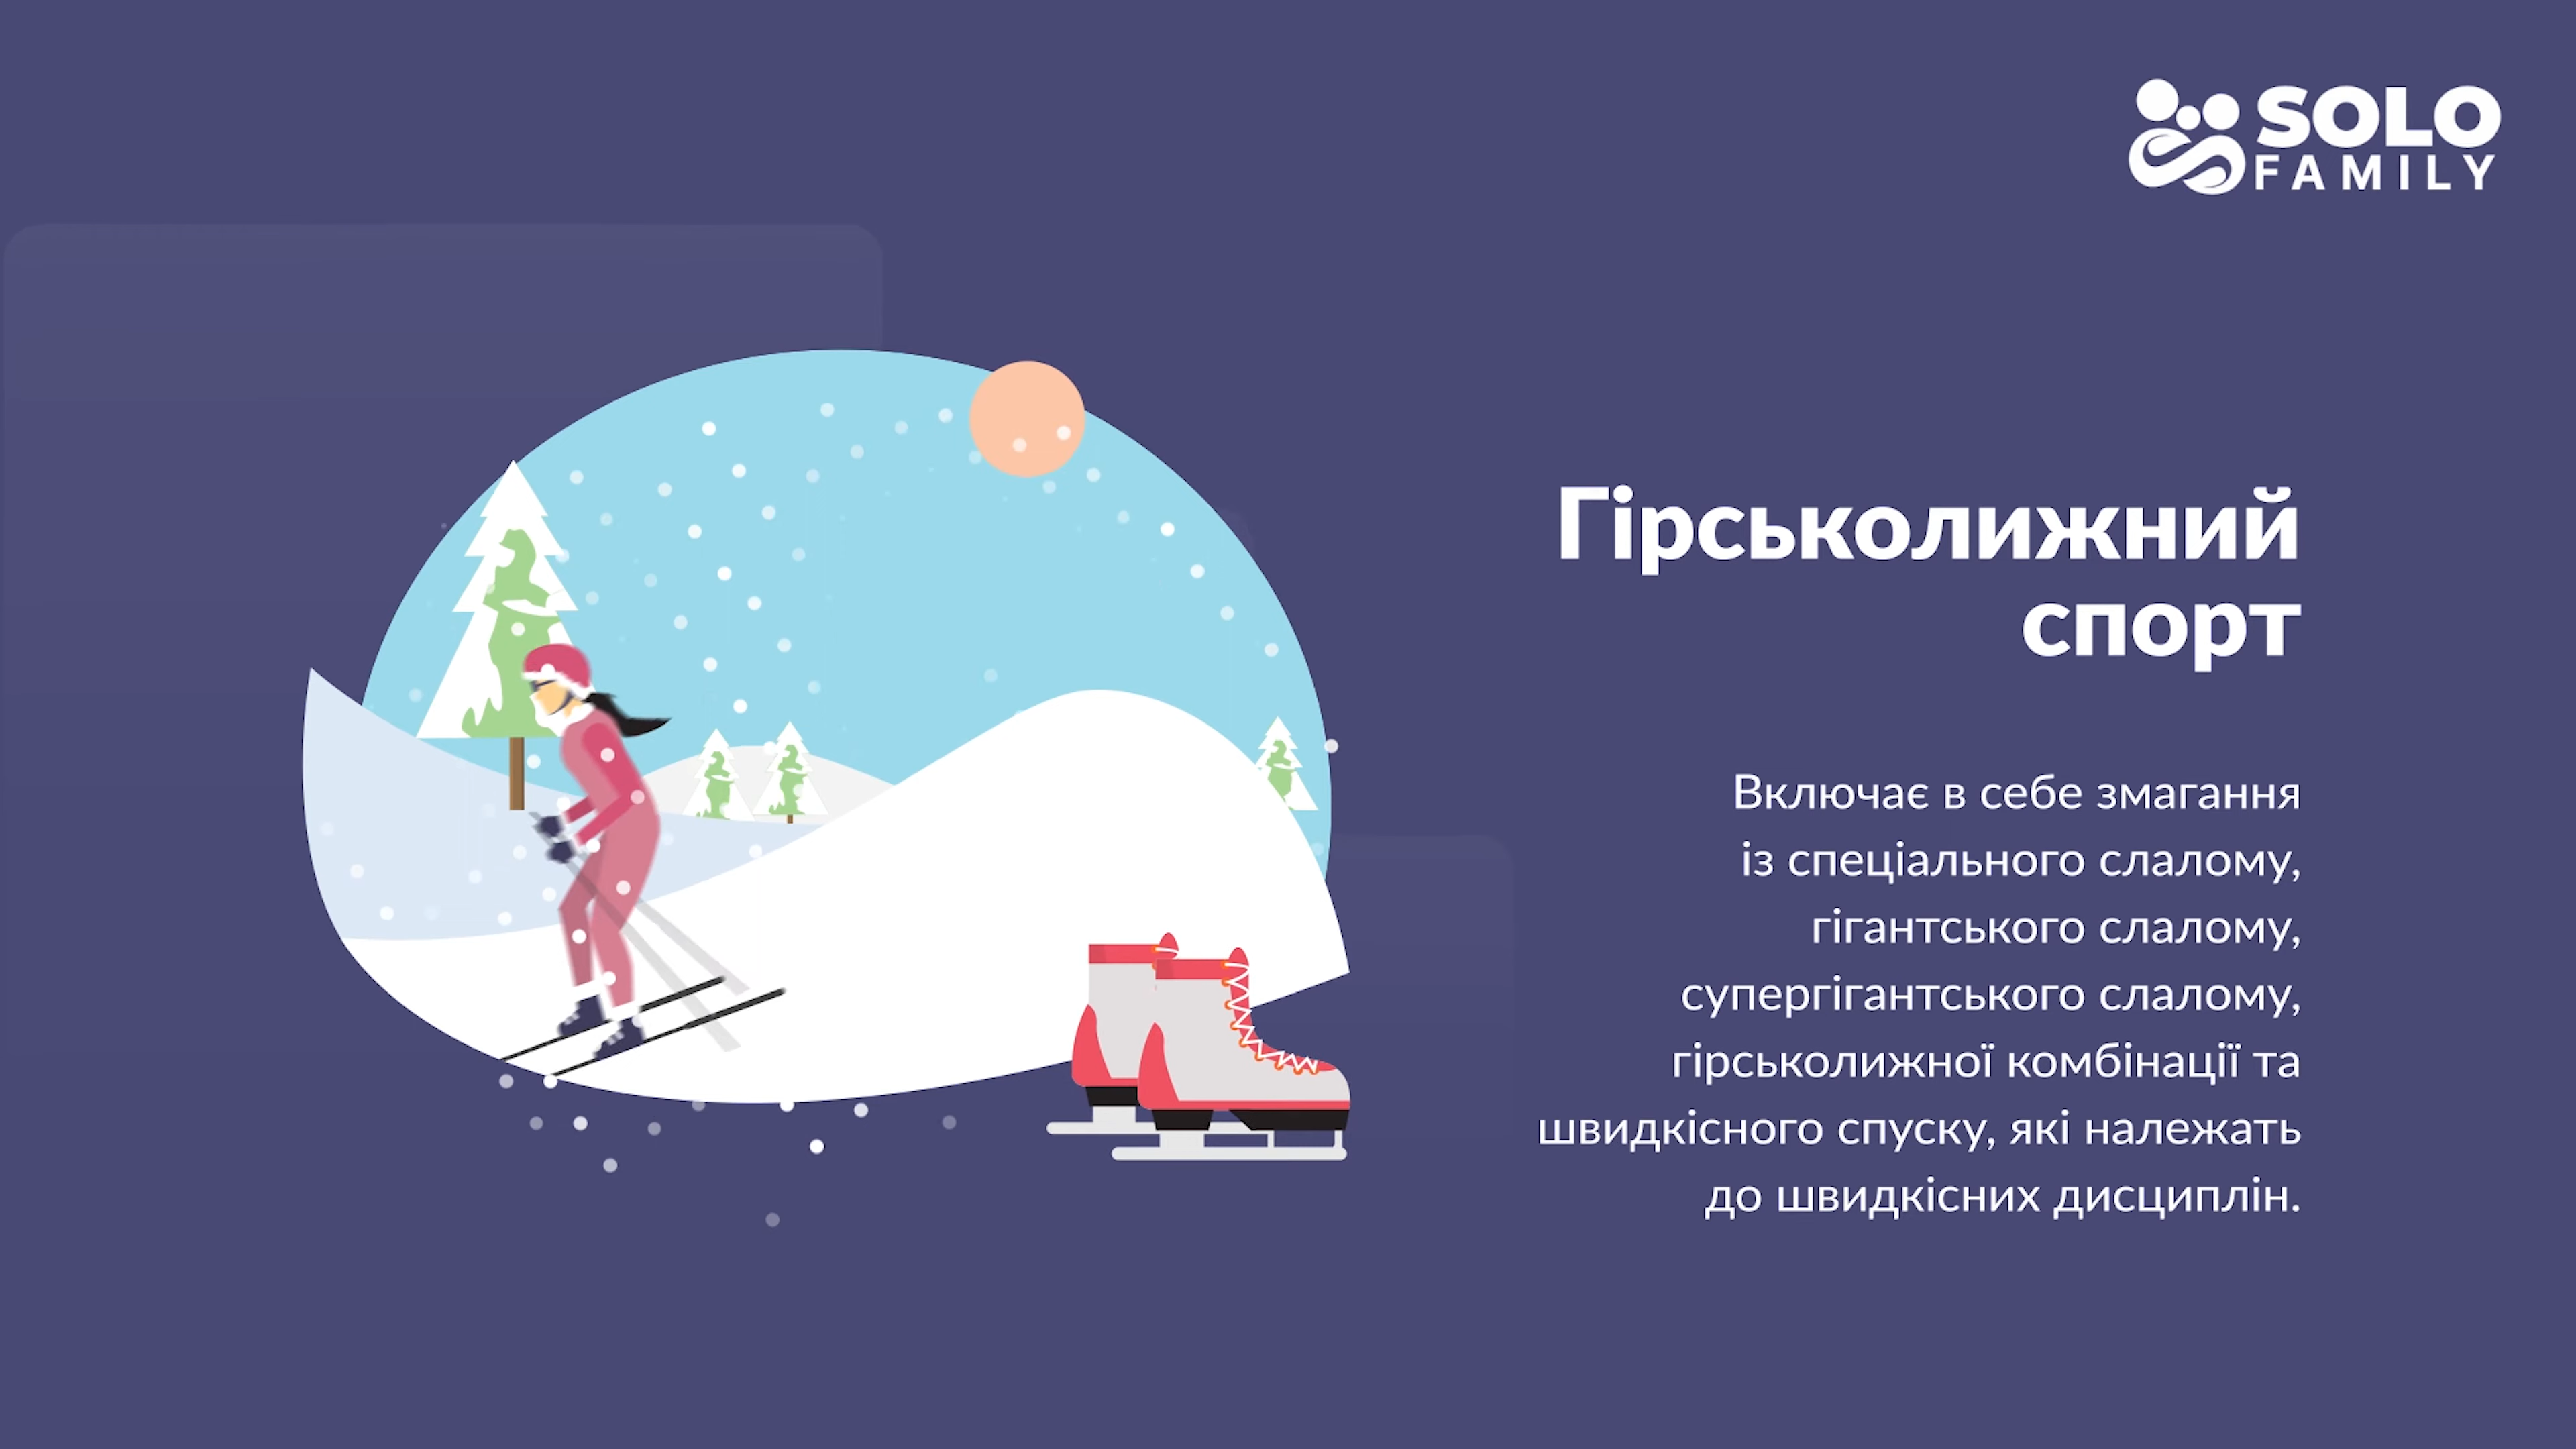 SOLO
FAMILY
Гірськолижний
спорт
Включає в себе змагання
із спеціального слалому,
гігантського слалому,
супергігантського слалому,
гірськолижної комбінації та
швидкісного спуску, які належать
до швидкісних дисциплін.